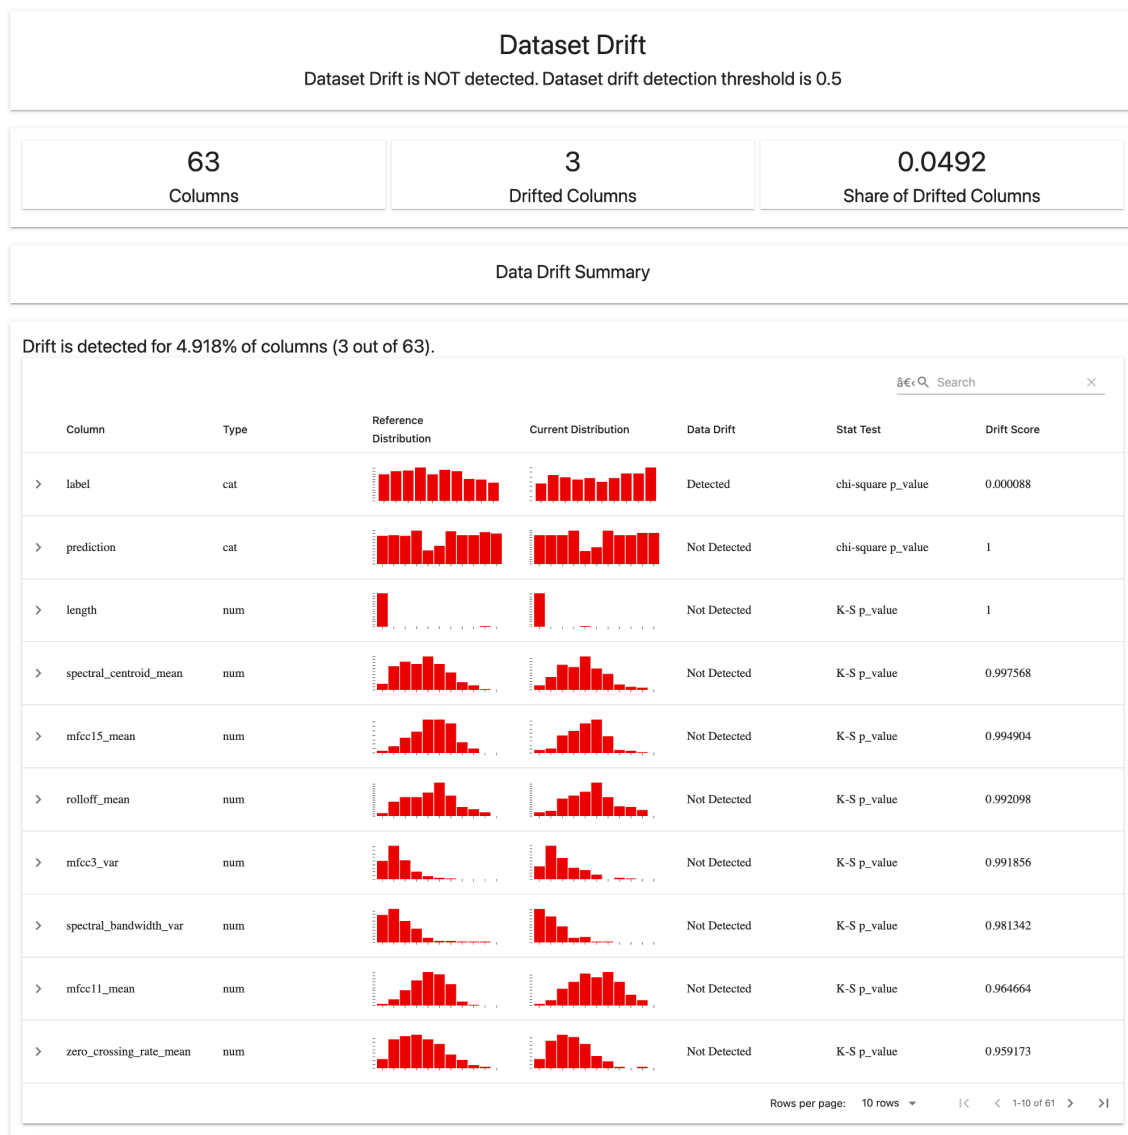 Dataset Drift
Dataset Drift is NOT detected. Dataset drift detection threshold is 0.5
63
Columns
3
Drifted Columns
0.0492
Share of Drifted Columns
Data Drift Summary
Drift is detected for 4.918% of columns (3 out of 63).
â€‹ Search
Column Type Reference Distribution Current Distribution Data Drift Stat Test Drift Score
label cat Detected chi-square p_value 0.000088
prediction cat Not Detected chi-square p_value 1
length num Not Detected K-S p_value 1
spectral_centroid_mean num Not Detected K-S p_value 0.997568
mfcc15_mean num Not Detected K-S p_value 0.994904
rolloff_mean num Not Detected K-S p_value 0.992098
mfcc3_var num Not Detected K-S p_value 0.991856
spectral_bandwidth_var num Not Detected K-S p_value 0.981342
mfcc11_mean num Not Detected K-S p_value 0.964664
zero_crossing_rate_mean num Not Detected K-S p_value 0.959173
Rows per page: 10 rows 1-10 of 61